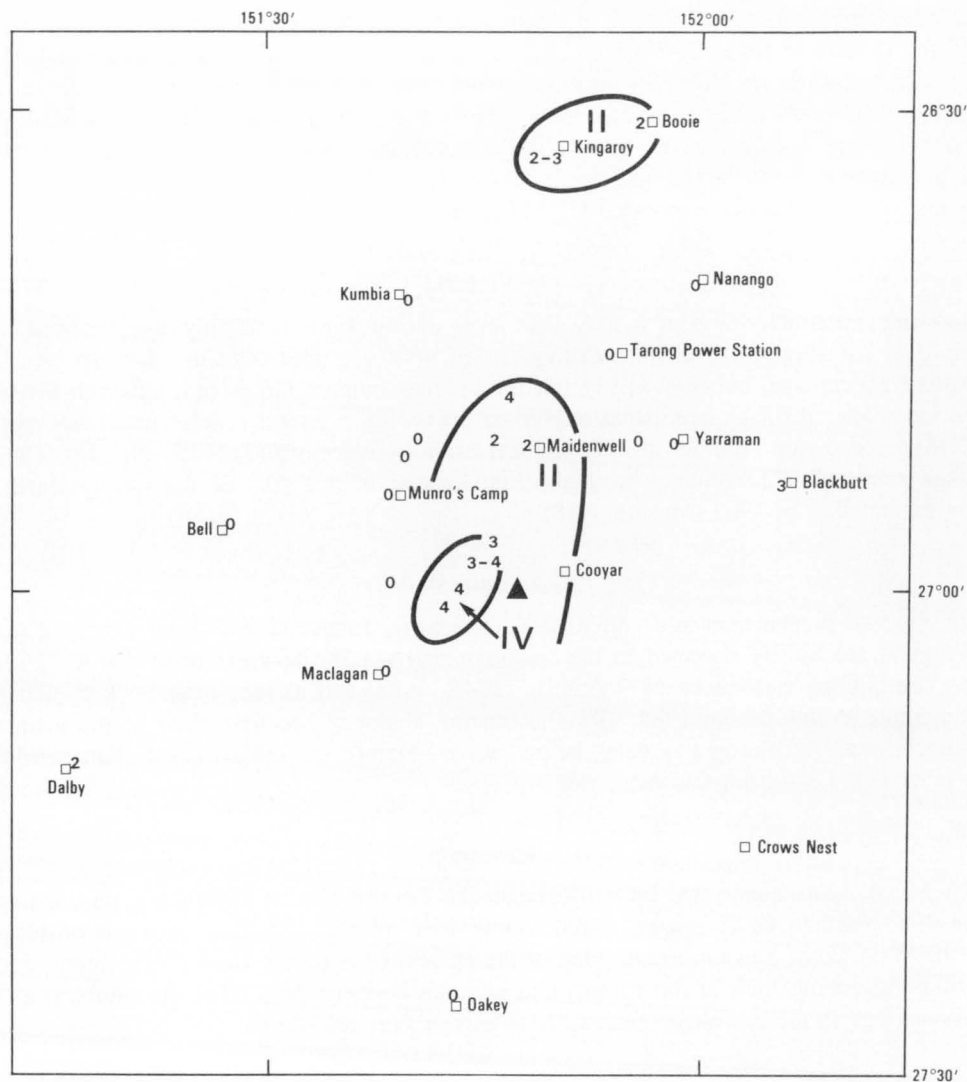 151°30' 152°00'
26°30'
II 2 Booie
2-3 Kingaroy
Kumbia 0
0 Nanango
0 Tarong Power Station
4
0 2 2 Maidenwell 0 0 Yarraman
0
II
0 Munro's Camp
3 Blackbutt
Bell 0
3
3-4
0 4
Cooyar
27°00'
4
IV
Maclagan 0
2
Dalby
Crows Nest
0
Oakey
27°30'